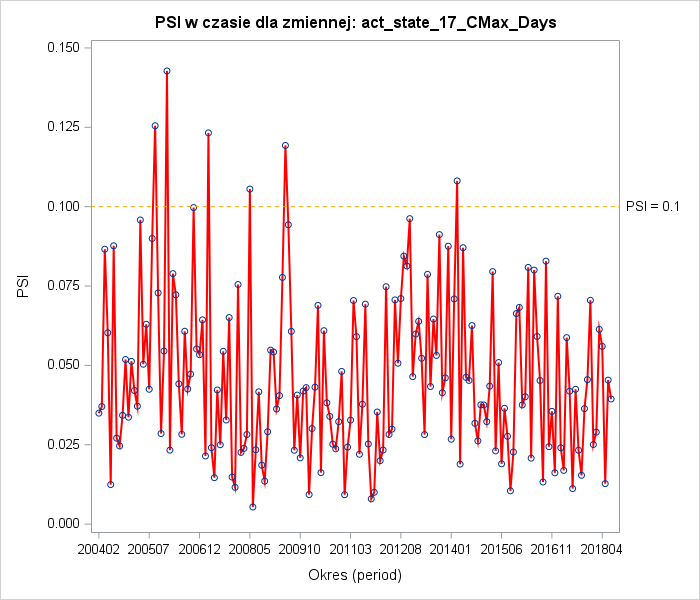 PSI w czasie dla zmiennej: act_state_17_CMax_Days
0.150
0.125
0.100
0.075
0.050
0.025
0.000
PSI
PSI = 0.1
200402 200507 200612 200805 200910 201103 201208 201401 201506 201611 201804
Okres (period)